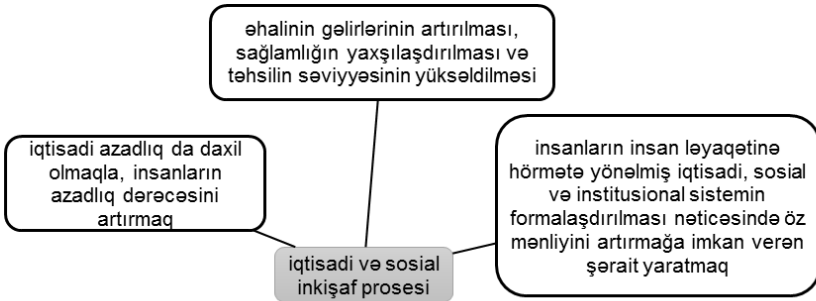 əhalinin gəlirlərinin artırılması,
sağlamlığın yaxşılaşdırılması və
təhsilin səviyyəsinin yüksəldilməsi
iqtisadi azadlıq da daxil
olmaqla, insanların
azadlıq dərəcəsini
artırmaq
insanların insan ləyaqətinə
hörmətə yönəlmiş iqtisadi, sosial
və institusional sistemin
formalaşdırılması nəticəsində öz
mənliyini artırmağa imkan verən
şərait yaratmaq
iqtisadi və sosial
inkişaf prosesi